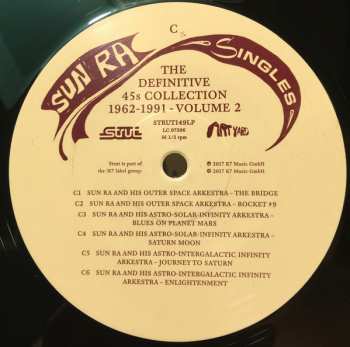 C
SUN RA SINGLES
THE
DEFINITIVE
45s COLLECTION
1962-1991 - VOLUME 2
STRUT149LP
LC 07306
33 1/3 rpm
strut
ART YARD
Strut is part of
the !K7 label group.
℗ 2017 K7 Music GmbH
© 2017 K7 Music GmbH
C1 SUN RA AND HIS OUTER SPACE ARKESTRA - THE BRIDGE
C2 SUN RA AND HIS OUTER SPACE ARKESTRA - ROCKET #9
C3 SUN RA AND HIS ASTRO-SOLAR-INFINITY ARKESTRA -
BLUES ON PLANET MARS
C4 SUN RA AND HIS ASTRO-SOLAR-INFINITY ARKESTRA -
SATURN MOON
C5 SUN RA AND HIS ASTRO-INTERGALACTIC INFINITY
ARKESTRA - JOURNEY TO SATURN
C6 SUN RA AND HIS ASTRO-INTERGALACTIC INFINITY
ARKESTRA - ENLIGHTENMENT